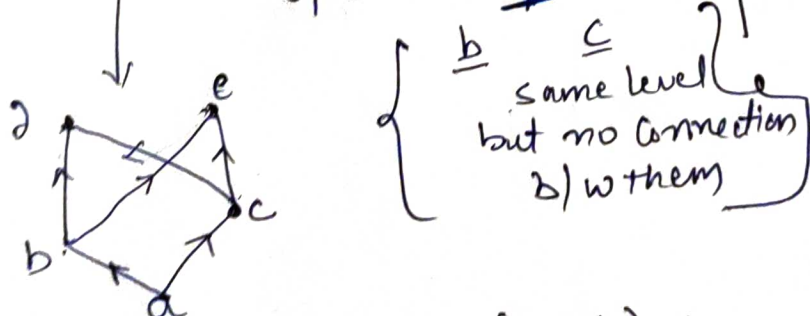 e
d
c
b
a
b c
same level
but no connection
b/w them